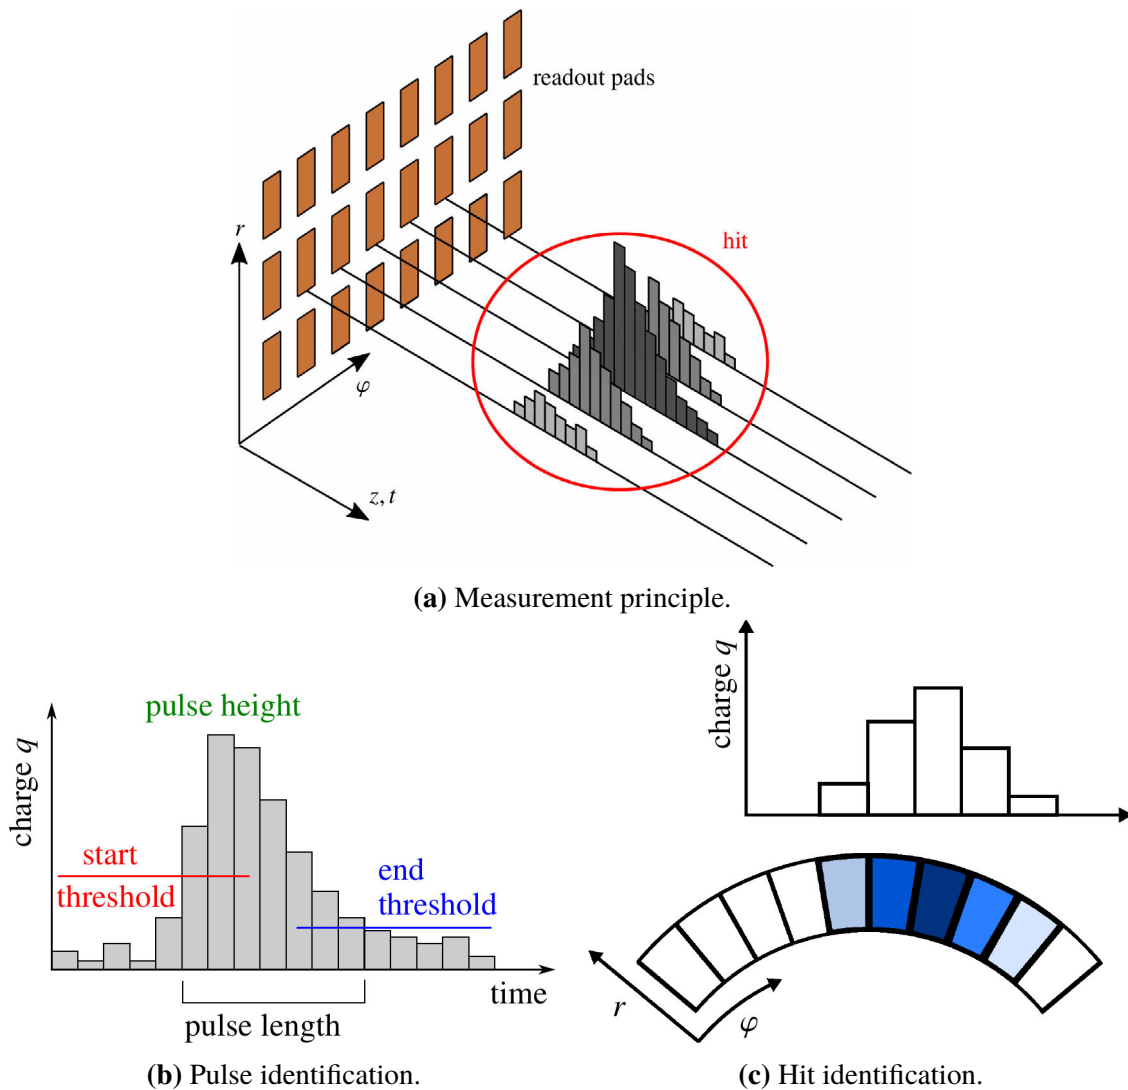 readout pads
r
hit
φ
z, t
(a) Measurement principle.
charge q
pulse height
charge q
start
threshold
end
threshold
time
pulse length
r
φ
(b) Pulse identification.
(c) Hit identification.